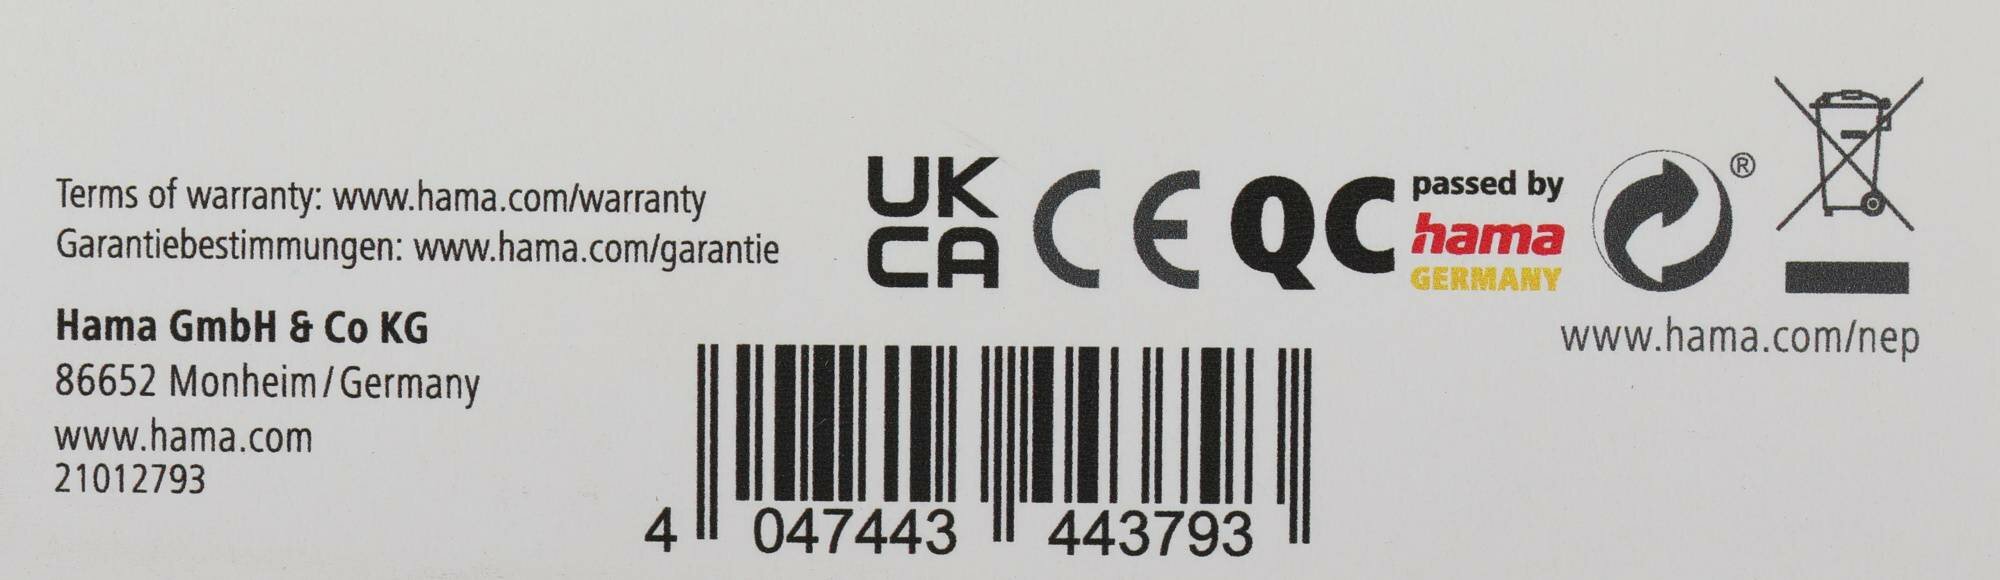 Terms of warranty: www.hama.com/warranty
Garantiebestimmungen: www.hama.com/garantie
Hama GmbH & Co KG
86652 Monheim/Germany
www.hama.com
21012793
UK
CA
CE
QC
passed by
hama
GERMANY
®
www.hama.com/nep
4 047443 443793